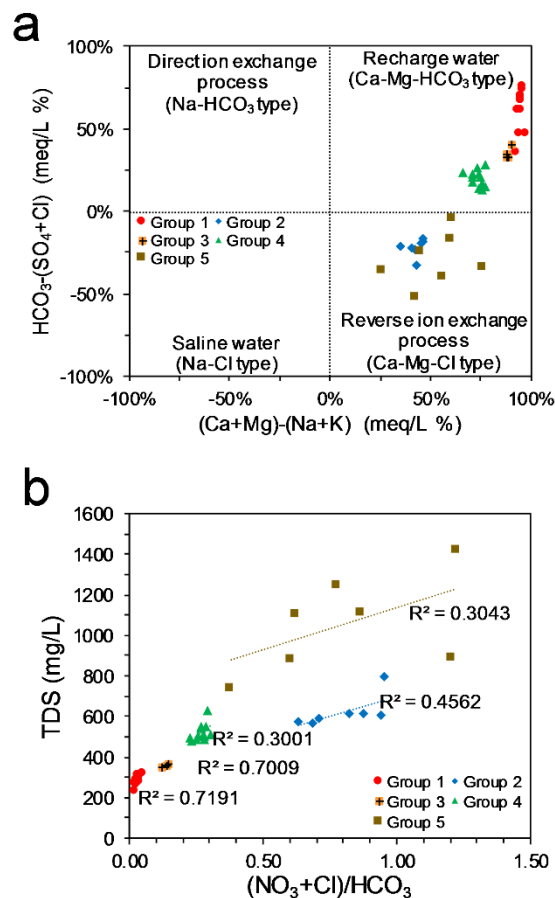 a
100%
50%
0%
-50%
-100%
HCO₃-(SO₄+Cl) (meq/L %)
Direction exchange
process
(Na-HCO₃ type)
Recharge water
(Ca-Mg-HCO₃ type)
Group 1
Group 2
Group 3
Group 4
Group 5
Saline water
(Na-Cl type)
Reverse ion exchange
process
(Ca-Mg-Cl type)
-100%
-50%
0%
50%
100%
(Ca+Mg)-(Na+K) (meq/L %)
b
1600
1400
1200
1000
800
600
400
200
0
TDS (mg/L)
R² = 0.3043
R² = 0.4562
R² = 0.3001
R² = 0.7009
R² = 0.7191
Group 1
Group 2
Group 3
Group 4
Group 5
0.00
0.50
1.00
1.50
(NO₃+Cl)/HCO₃